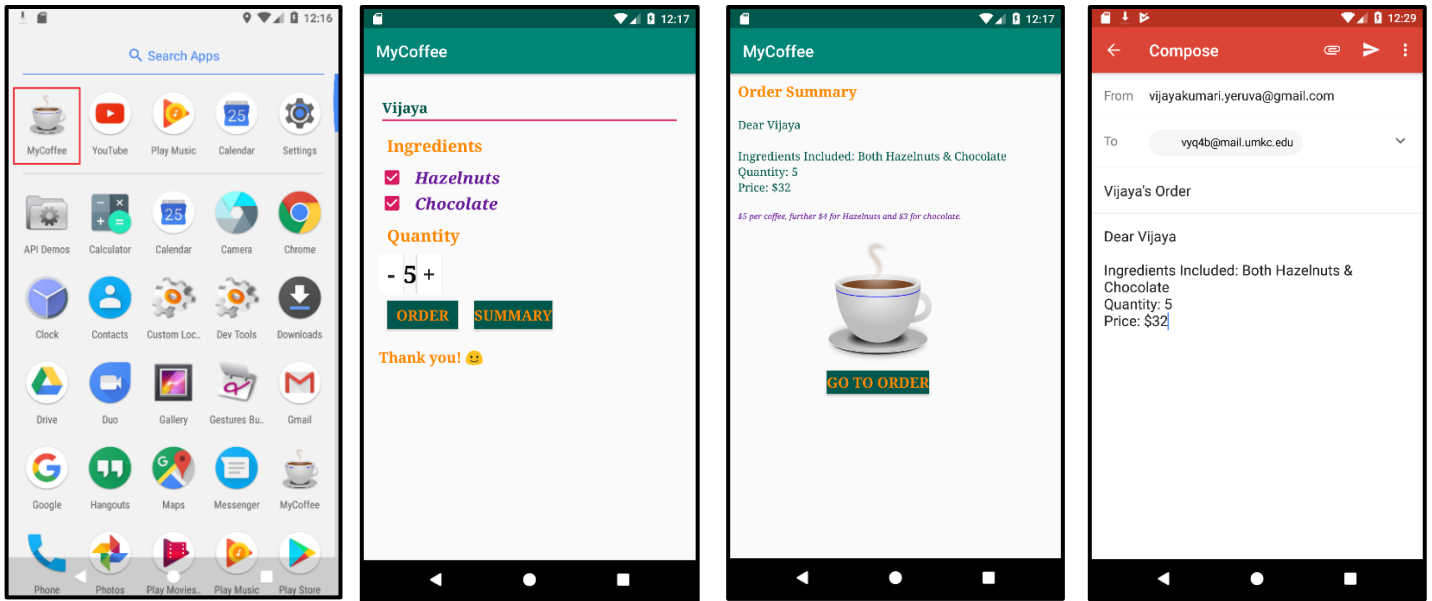 12:16
Search Apps
MyCoffee YouTube Play Music Calendar Settings
API Demos Calculator Calendar Camera Chrome
Clock Contacts Custom Loc.. Dev Tools Downloads
Drive Duo Gallery Gestures Bu.. Gmail
Google Hangouts Maps Messenger MyCoffee
Phone Photos Play Movies.. Play Music Play Store
12:17
MyCoffee
Vijaya
Ingredients
Hazelnuts
Chocolate
Quantity
- 5 +
ORDER SUMMARY
Thank you! 🙂
12:17
MyCoffee
Order Summary
Dear Vijaya
Ingredients Included: Both Hazelnuts & Chocolate
Quantity: 5
Price: $32
$5 per coffee, further $4 for Hazelnuts and $3 for chocolate.
GO TO ORDER
12:29
Compose
From vijayakumari.yeruva@gmail.com
To vyq4b@mail.umkc.edu
Vijaya's Order
Dear Vijaya
Ingredients Included: Both Hazelnuts &
Chocolate
Quantity: 5
Price: $32